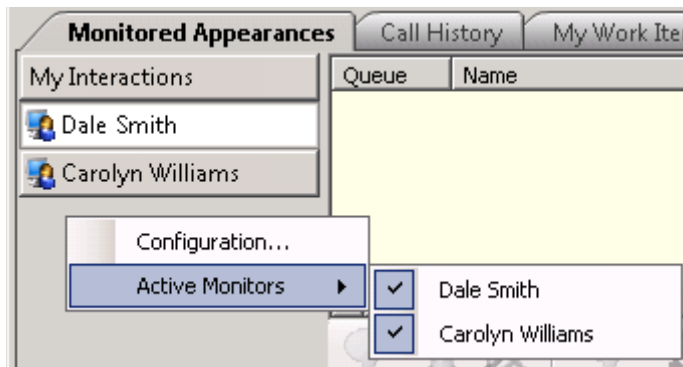 Monitored Appearances Call History My Work Ite
My Interactions Queue Name
Dale Smith
Carolyn Williams
Configuration...
Active Monitors Dale Smith
Carolyn Williams